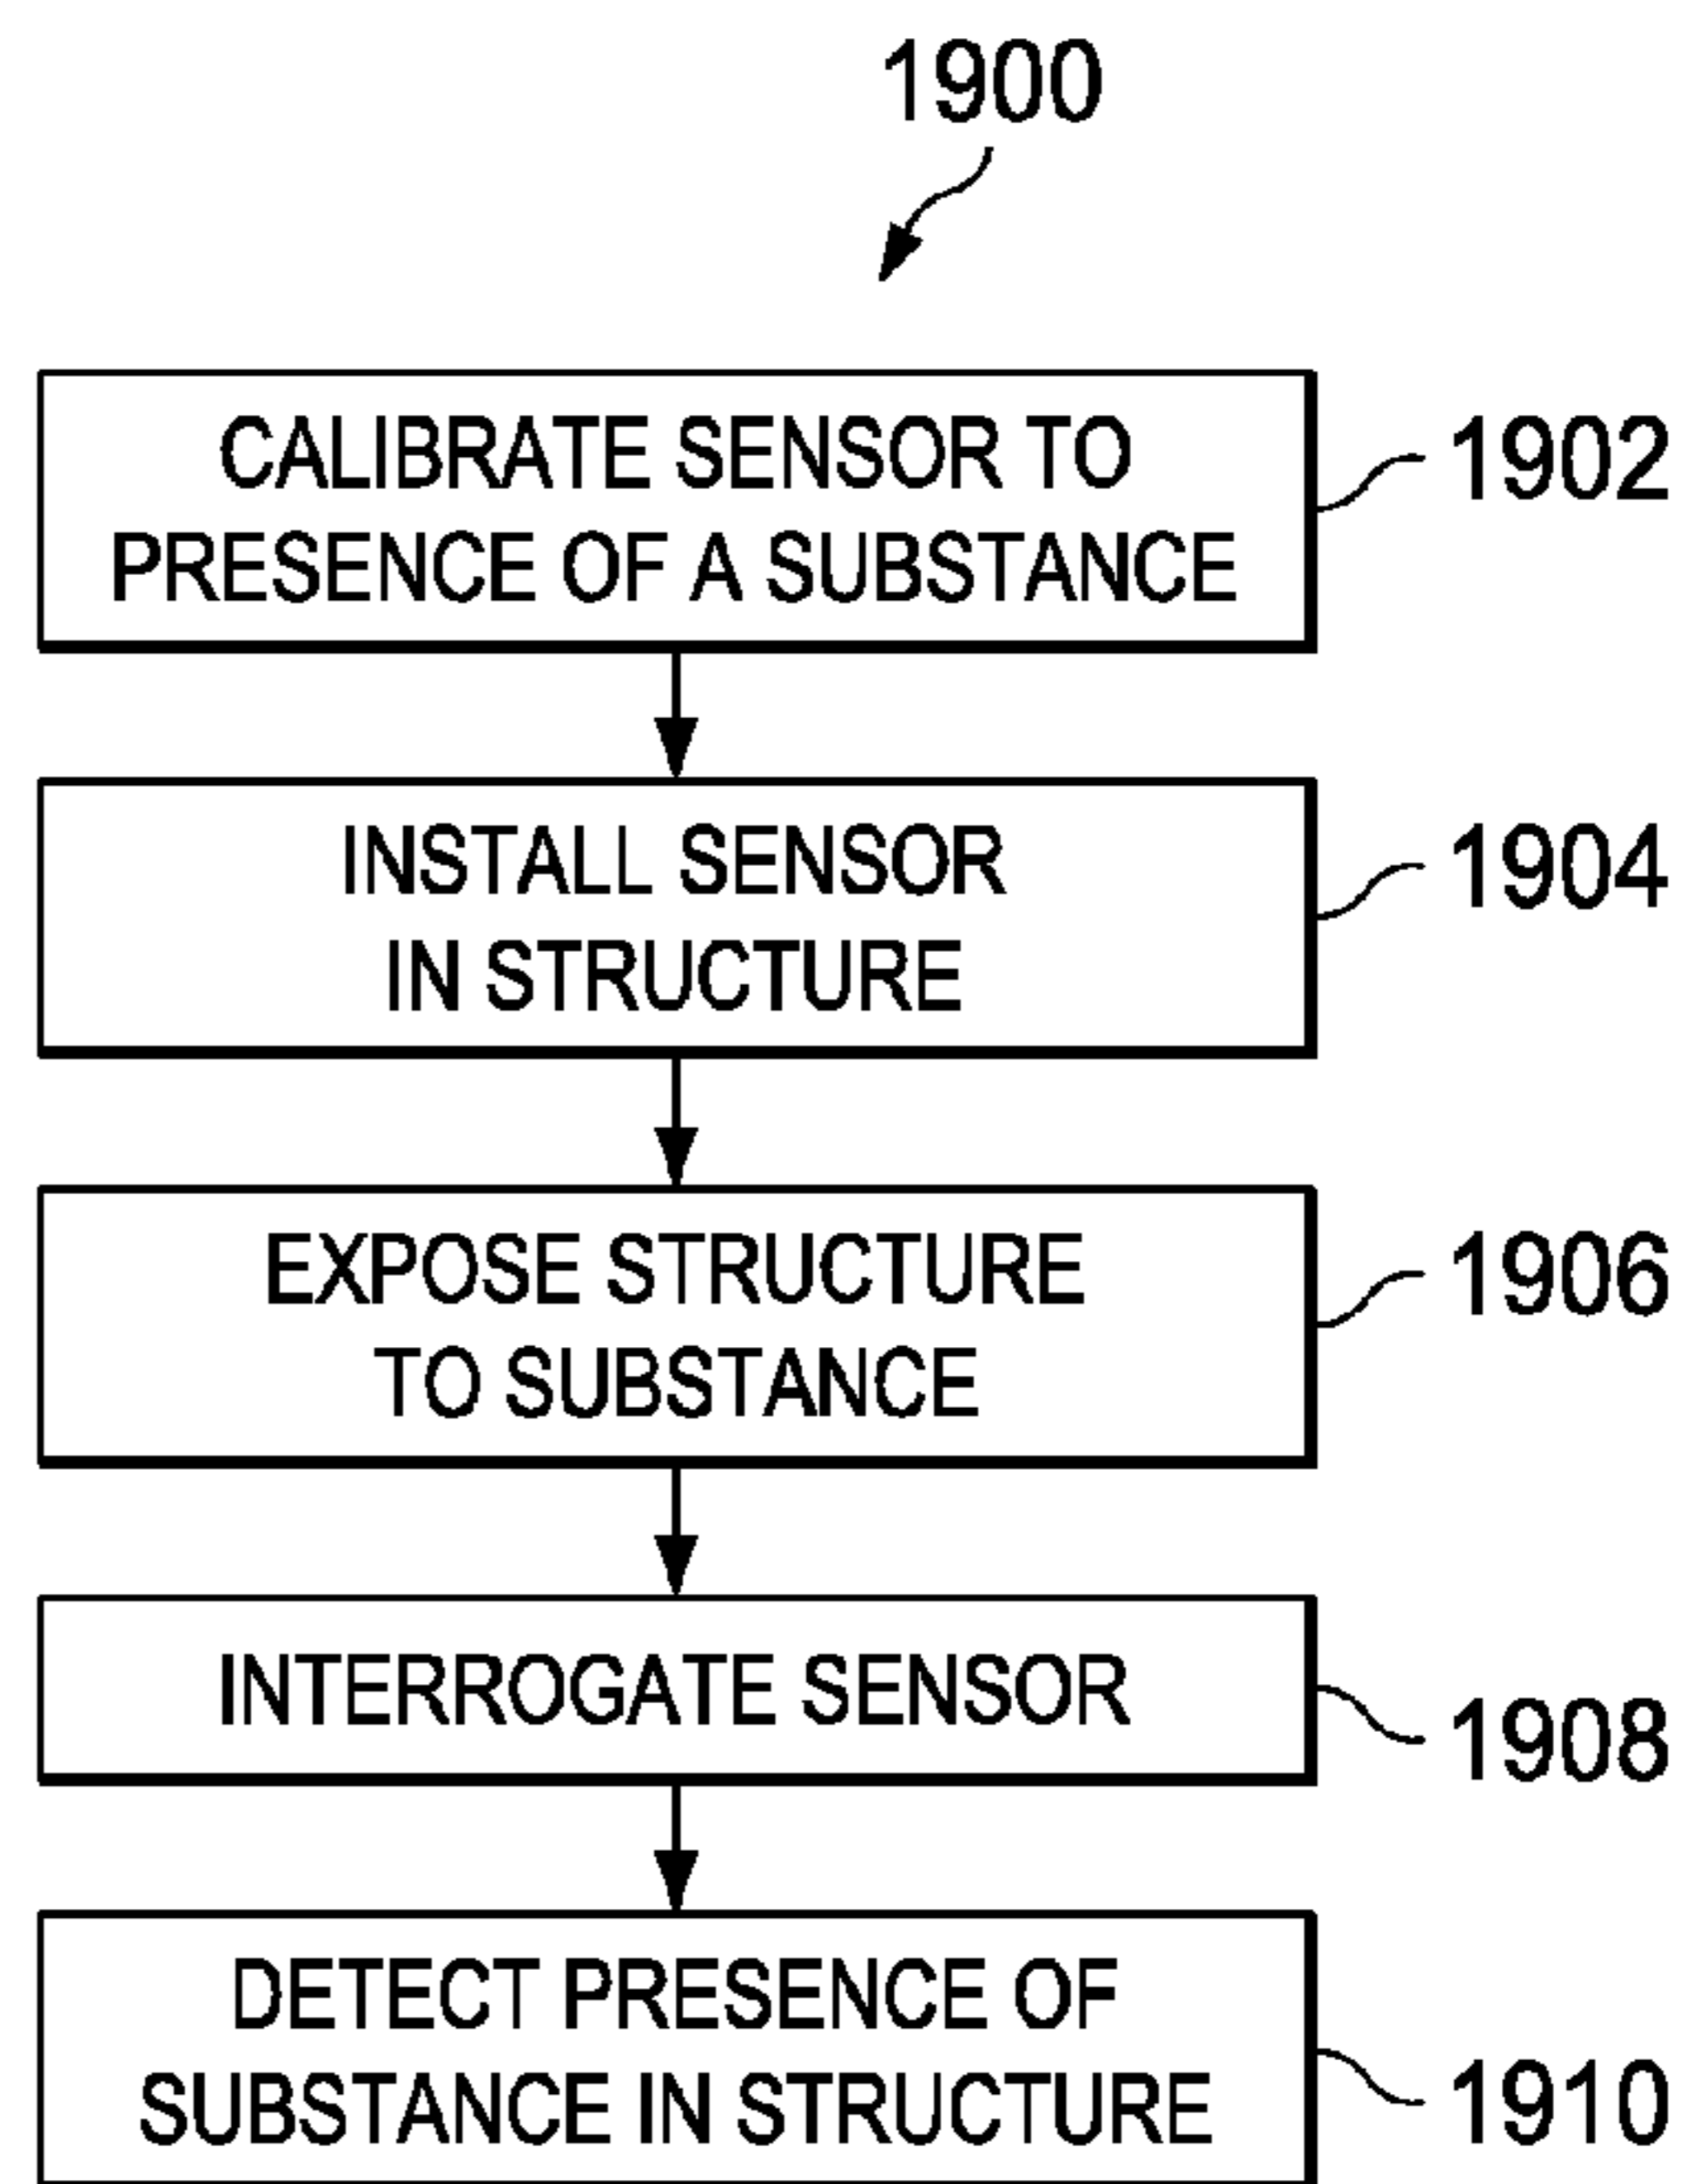 1900
CALIBRATE SENSOR TO
PRESENCE OF A SUBSTANCE
1902
INSTALL SENSOR
IN STRUCTURE
1904
EXPOSE STRUCTURE
TO SUBSTANCE
1906
INTERROGATE SENSOR
1908
DETECT PRESENCE OF
SUBSTANCE IN STRUCTURE
1910